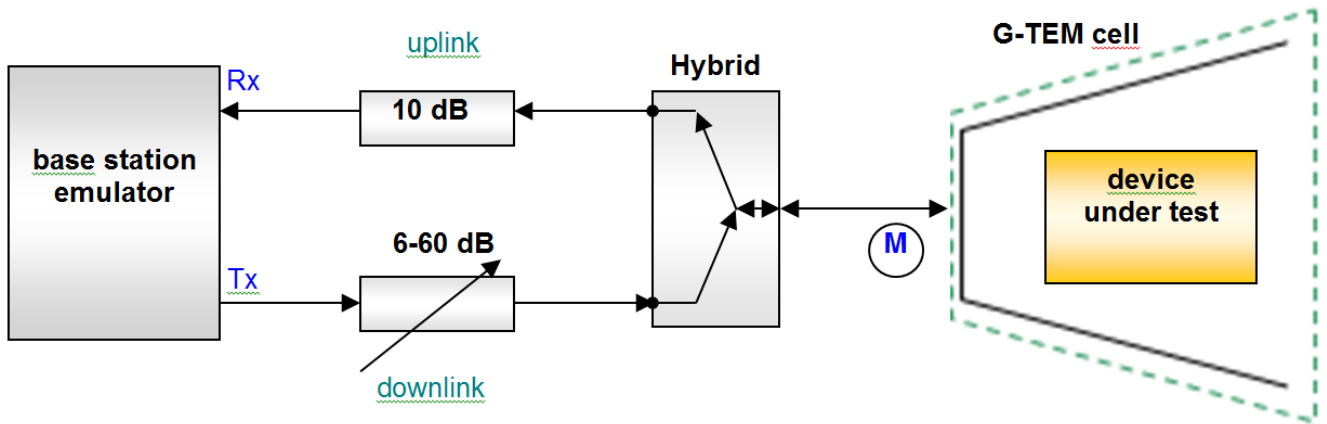 uplink
G-TEM cell
Rx
10 dB
Hybrid
base station
emulator
device
under test
6-60 dB
M
Tx
downlink